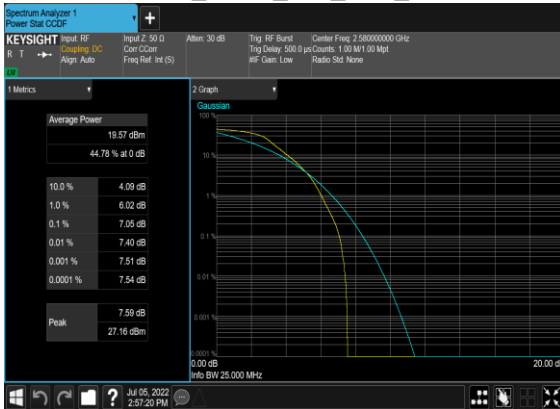 Spectrum Analyzer 1
Power Stat CCDF
KEYSIGHT
R T
LV
Input: RF
Coupling: DC
Align: Auto
Input Z: 50 Ω
Corr CCorr
Freq Ref: Int (S)
Atten: 30 dB
Trig: RF Burst
Trig Delay: 500.0 µs
#IF Gain: Low
Center Freq: 2.580000000 GHz
Counts: 1.00 M/1.00 Mpt
Radio Std: None
1 Metrics
Average Power
19.57 dBm
44.78 % at 0 dB
10.0 % 4.09 dB
1.0 % 6.02 dB
0.1 % 7.05 dB
0.01 % 7.40 dB
0.001 % 7.51 dB
0.0001 % 7.54 dB
Peak
7.59 dB
27.16 dBm
2 Graph
Gaussian
100 %
10 %
1 %
0.1 %
0.01 %
0.001 %
0.0001 %
0.00 dB
20.00 d
Info BW 25.000 MHz
?
Jul 05, 2022
2:57:20 PM